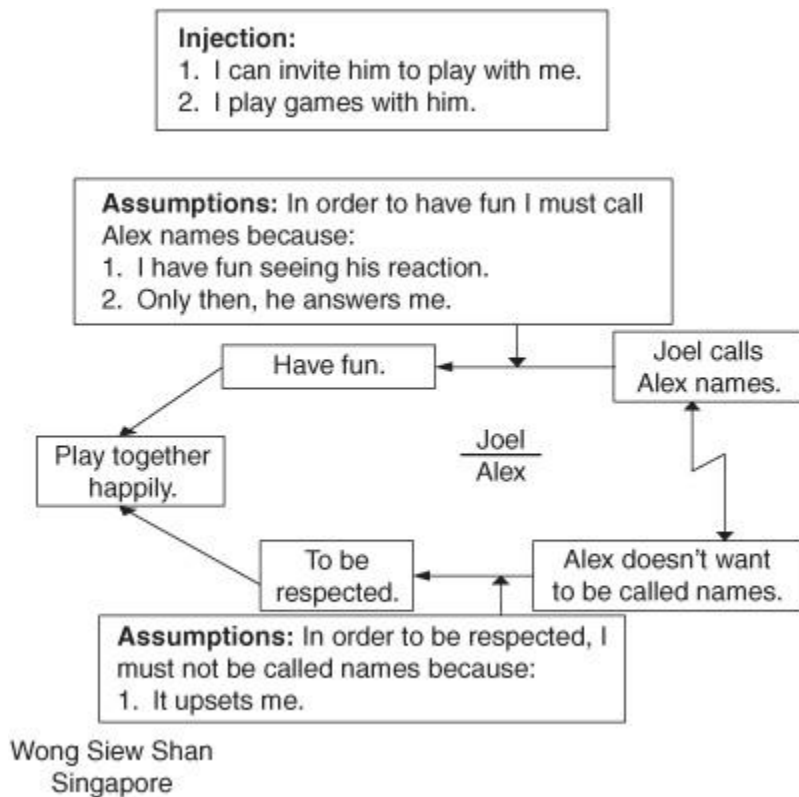 Injection:
1. I can invite him to play with me.
2. I play games with him.
Assumptions: In order to have fun I must call
Alex names because:
1. I have fun seeing his reaction.
2. Only then, he answers me.
Have fun.
Joel calls
Alex names.
Play together
happily.
Joel
Alex
To be
respected.
Alex doesn't want
to be called names.
Assumptions: In order to be respected, I
must not be called names because:
1. It upsets me.
Wong Siew Shan
Singapore